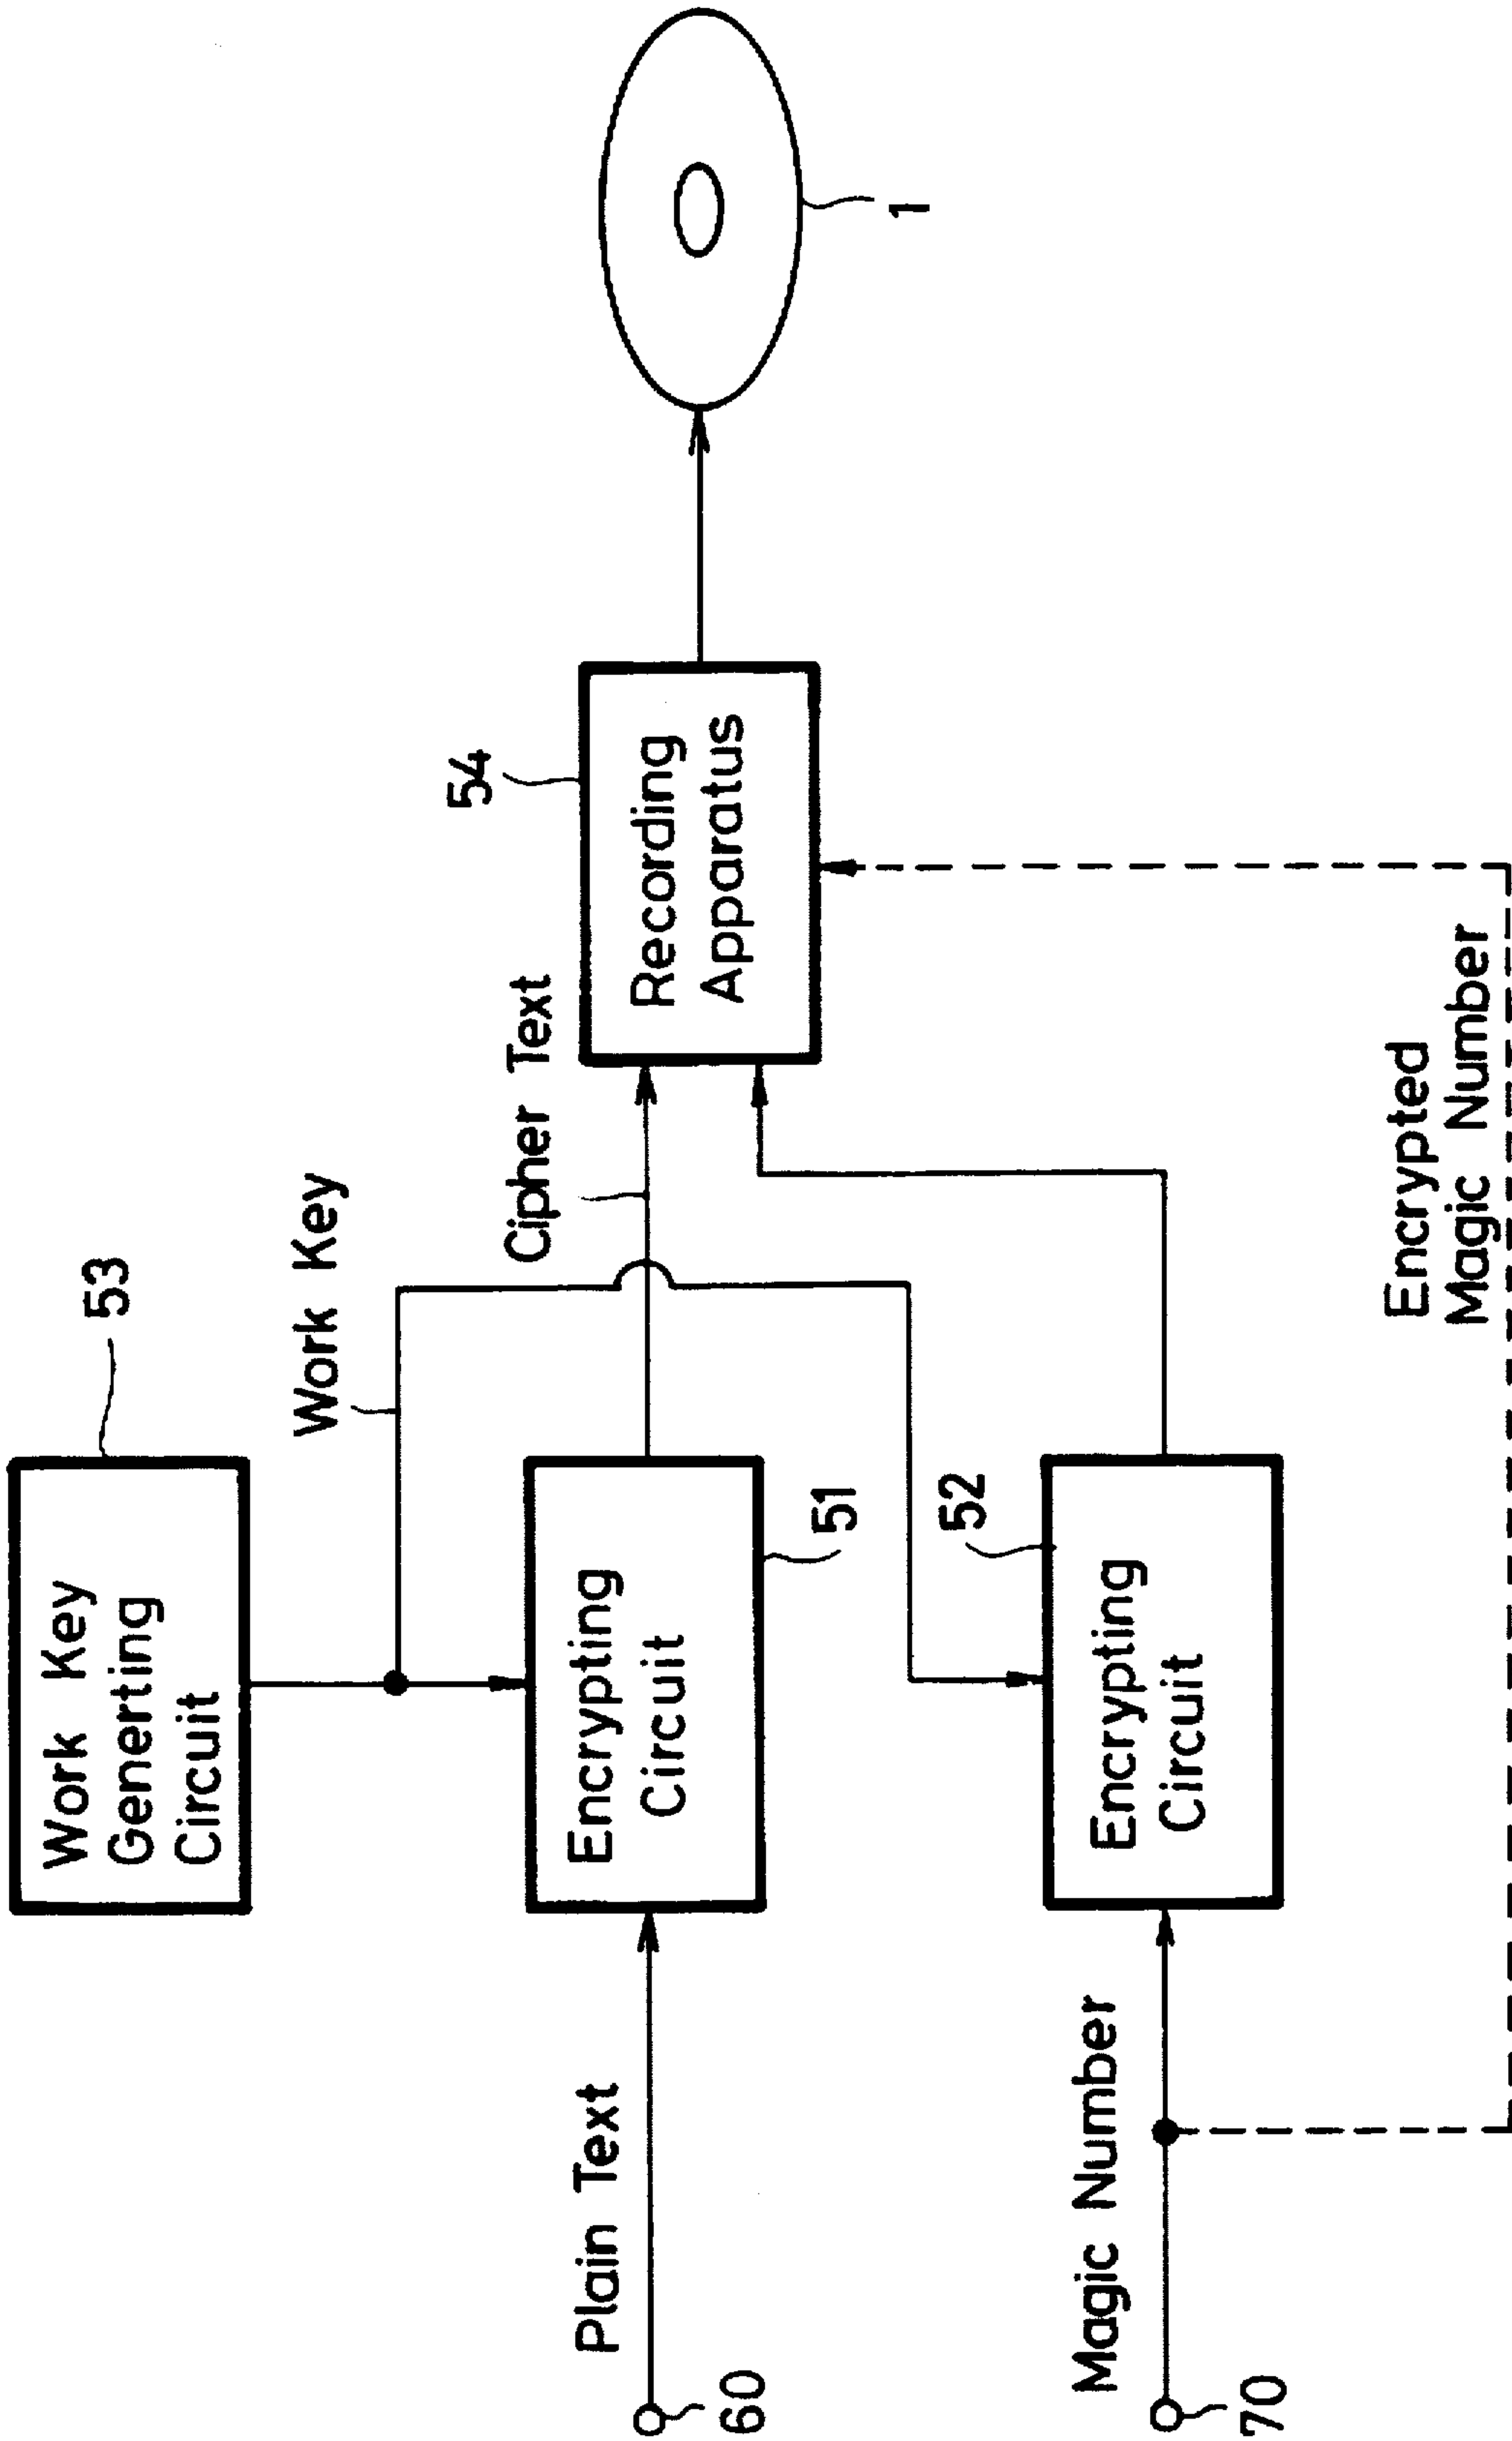 53
Work Key
Generting
Circuit
Work Key
54
Plain Text
60
Encrypting
Circuit
51
Cipher Text
Recording
Apparatus
1
52
Magic Number
70
Encrypting
Circuit
Encrypted
Magic Number